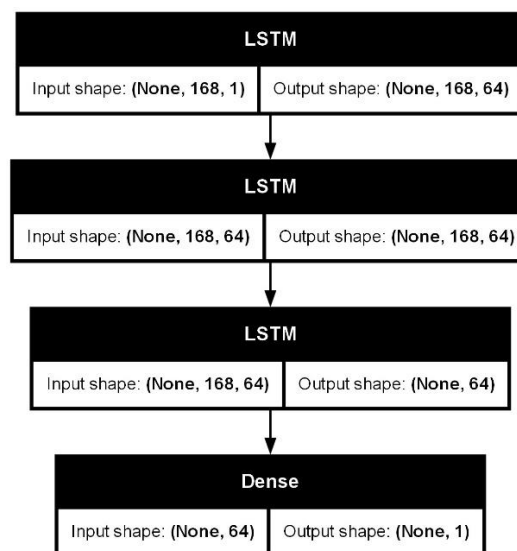 LSTM
Input shape: (None, 168, 1) Output shape: (None, 168, 64)
LSTM
Input shape: (None, 168, 64) Output shape: (None, 168, 64)
LSTM
Input shape: (None, 168, 64) Output shape: (None, 64)
Dense
Input shape: (None, 64) Output shape: (None, 1)